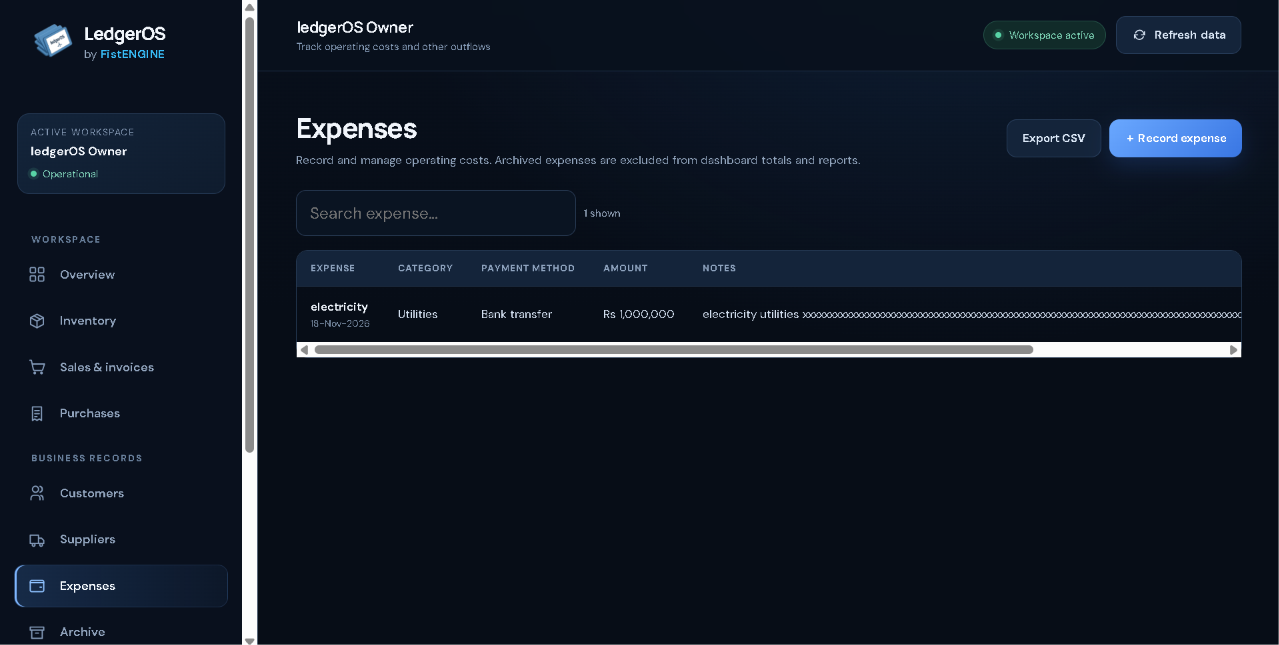 LedgerOS
by FistENGINE
ACTIVE WORKSPACE
ledgerOS Owner
Operational
WORKSPACE
Overview
Inventory
Sales & invoices
Purchases
BUSINESS RECORDS
Customers
Suppliers
Expenses
Archive
ledgerOS Owner
Track operating costs and other outflows
Workspace active
Refresh data
Expenses
Record and manage operating costs. Archived expenses are excluded from dashboard totals and reports.
Export CSV
+ Record expense
Search expense...
1 shown
EXPENSE CATEGORY PAYMENT METHOD AMOUNT NOTES
electricity
18-Nov-2026
Utilities
Bank transfer
Rs 1,000,000
electricity utilities